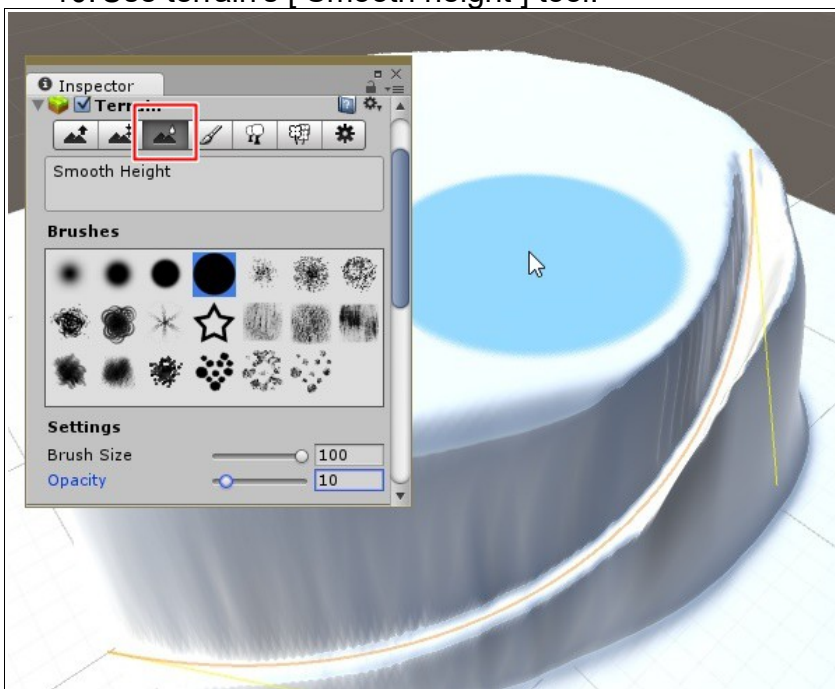 Inspector
Terr
Smooth Height
Brushes
Settings
Brush Size 100
Opacity 10